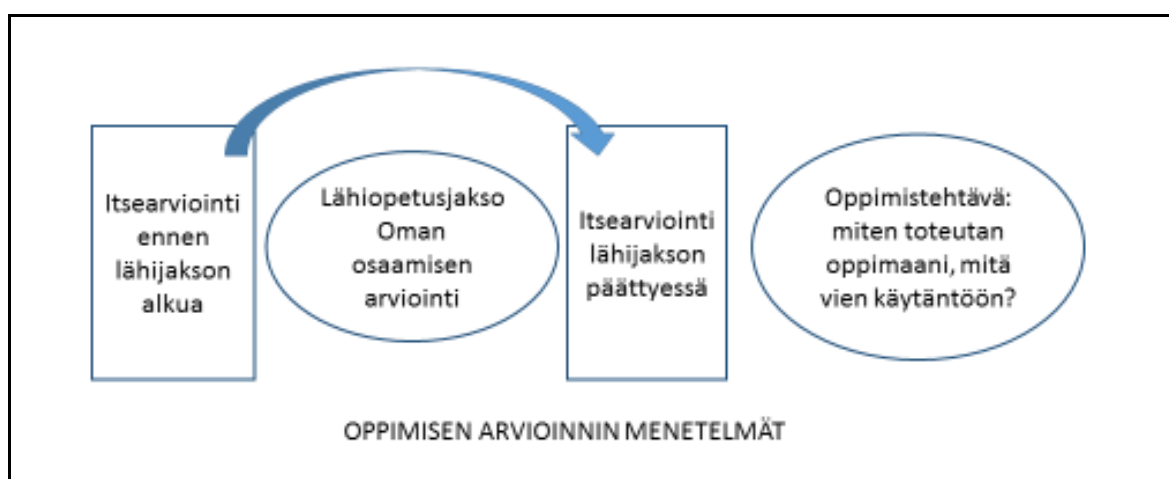 Itsearviointi
ennen
lähijakson
alkua
Lähiopetusjakso
Oman
osaamisen
arviointi
Itsearviointi
lähijakson
päättyessä
Oppimistehtävä:
miten toteutan
oppimaani, mitä
vien käytäntöön?
OPPIMISEN ARVIOINNIN MENETELMÄT